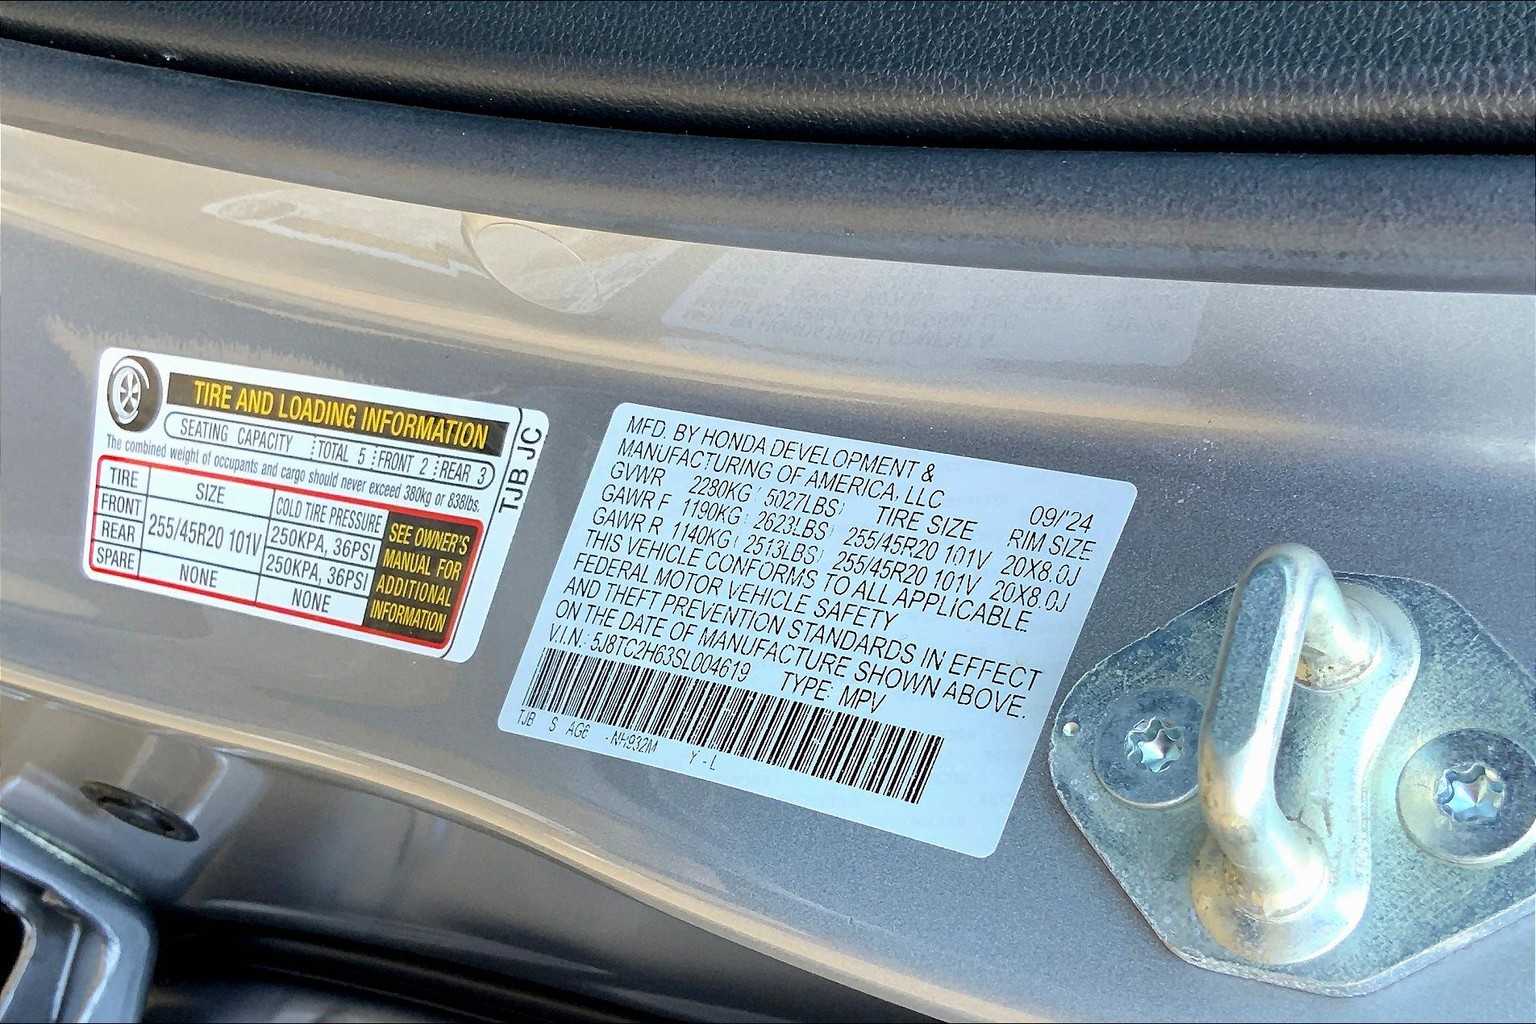 TIRE AND LOADING INFORMATION
SEATING CAPACITY TOTAL 5 FRONT 2 REAR 3
The combined weight of occupants and cargo should never exceed 380kg or 838lbs.
TIRE SIZE COLD TIRE PRESSURE
FRONT 255/45R20 101V 250KPA, 36PSI
REAR 250KPA, 36PSI
SPARE NONE NONE
SEE OWNER'S
MANUAL FOR
ADDITIONAL
INFORMATION
TJB JC
MFD. BY HONDA DEVELOPMENT &
MANUFACTURING OF AMERICA, LLC 09/'24
GVWR 2280KG(5027LBS) TIRE SIZE RIM SIZE
GAWR F 1190KG(2623LBS) 255/45R20 101V 20X8.0J
GAWR R 1140KG(2513LBS) 255/45R20 101V 20X8.0J
THIS VEHICLE CONFORMS TO ALL APPLICABLE
FEDERAL MOTOR VEHICLE SAFETY
AND THEFT PREVENTION STANDARDS IN EFFECT
ON THE DATE OF MANUFACTURE SHOWN ABOVE.
V.I.N.: 5J8TC2H63SL004619 TYPE: MPV
TJB S AG6 -NH932M Y-L